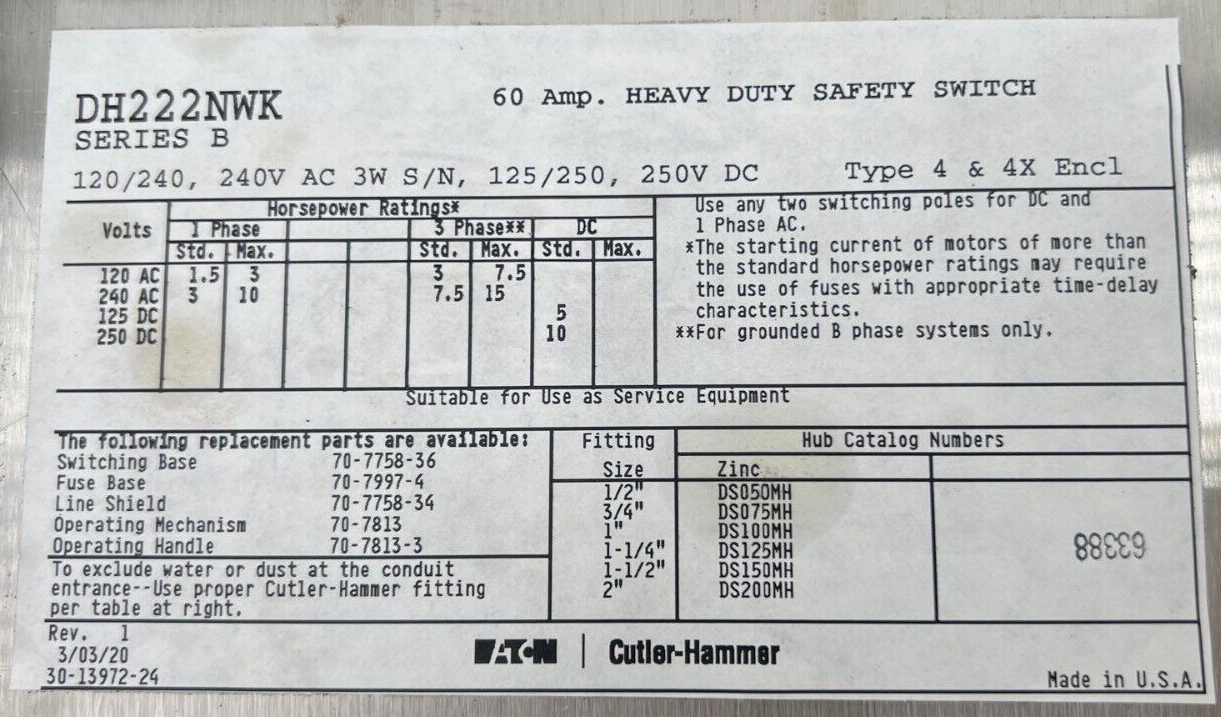 DH222NWK
60 Amp. HEAVY DUTY SAFETY SWITCH
SERIES B
120/240, 240V AC 3W S/N, 125/250, 250V DC Type 4 & 4X Encl
Volts
Horsepower Ratings*
1 Phase 3 Phase** DC
Std. Max. Std. Max. Std. Max.
120 AC 1.5 3 3 7.5
240 AC 3 10 7.5 15
125 DC 5
250 DC 10
Use any two switching poles for DC and
1 Phase AC.
*The starting current of motors of more than
the standard horsepower ratings may require
the use of fuses with appropriate time-delay
characteristics.
**For grounded B phase systems only.
Suitable for Use as Service Equipment
The following replacement parts are available:
Switching Base 70-7758-36
Fuse Base 70-7997-4
Line Shield 70-7758-34
Operating Mechanism 70-7813
Operating Handle 70-7813-3
To exclude water or dust at the conduit
entrance--Use proper Cutler-Hammer fitting
per table at right.
Fitting Hub Catalog Numbers
Size Zinc
1/2" DS050MH
3/4" DS075MH
1" DS100MH
1-1/4" DS125MH
1-1/2" DS150MH
2" DS200MH
63388
Rev. 1
3/03/20
30-13972-24
EATON | Cutler-Hammer
Made in U.S.A.